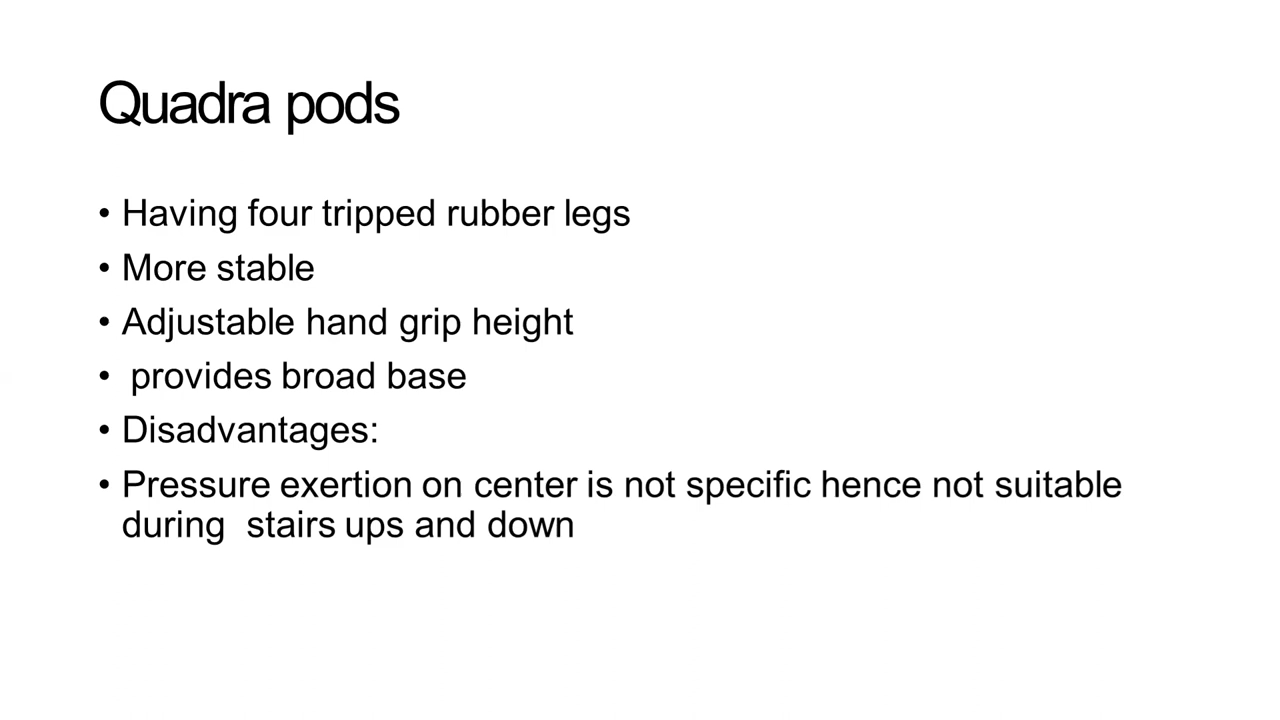 Quadra pods
• Having four tripped rubber legs
• More stable
• Adjustable hand grip height
• provides broad base
• Disadvantages:
• Pressure exertion on center is not specific hence not suitable
during stairs ups and down